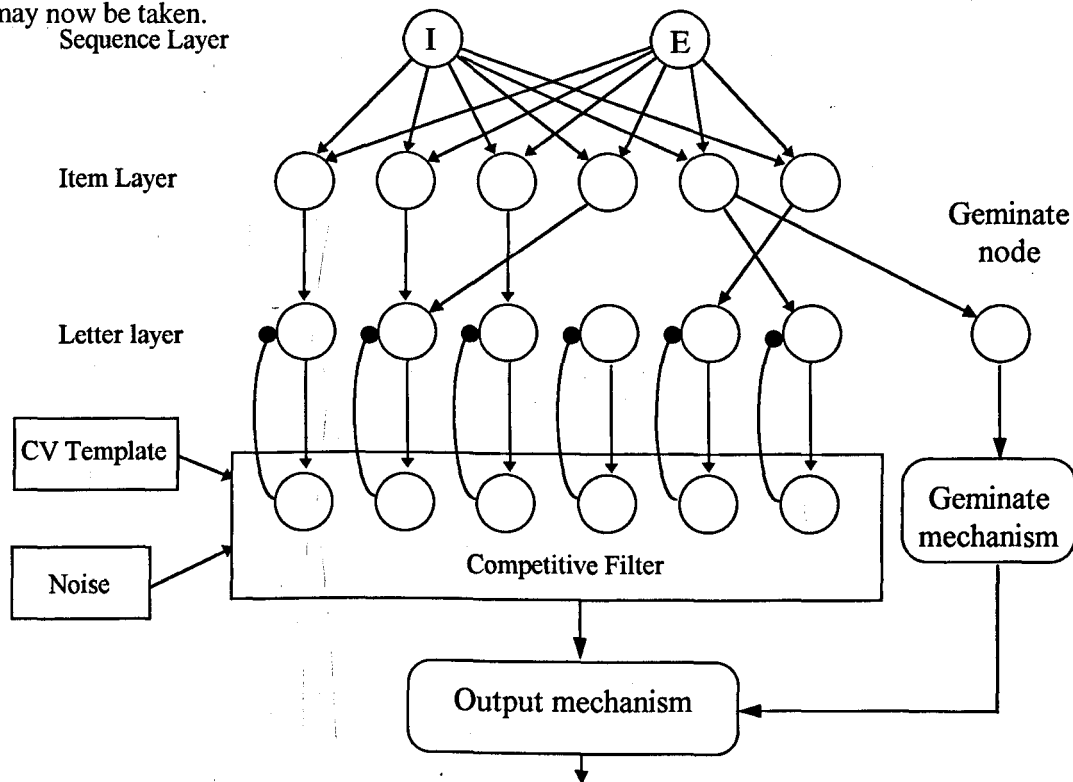 may now be taken.
Sequence Layer
I
E
Item Layer
Geminate
node
Letter layer
CV Template
Geminate
mechanism
Noise
Competitive Filter
Output mechanism